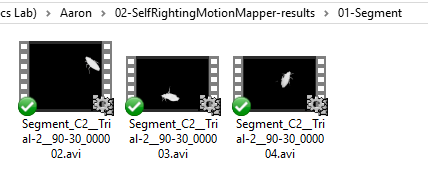 cs Lab) > Aaron > 02-SelfRightingMotionMapper-results > 01-Segment
Segment_C2__Tri
al-2__90-30_0000
02.avi
Segment_C2__Tri
al-2__90-30_0000
03.avi
Segment_C2__Tri
al-2__90-30_0000
04.avi